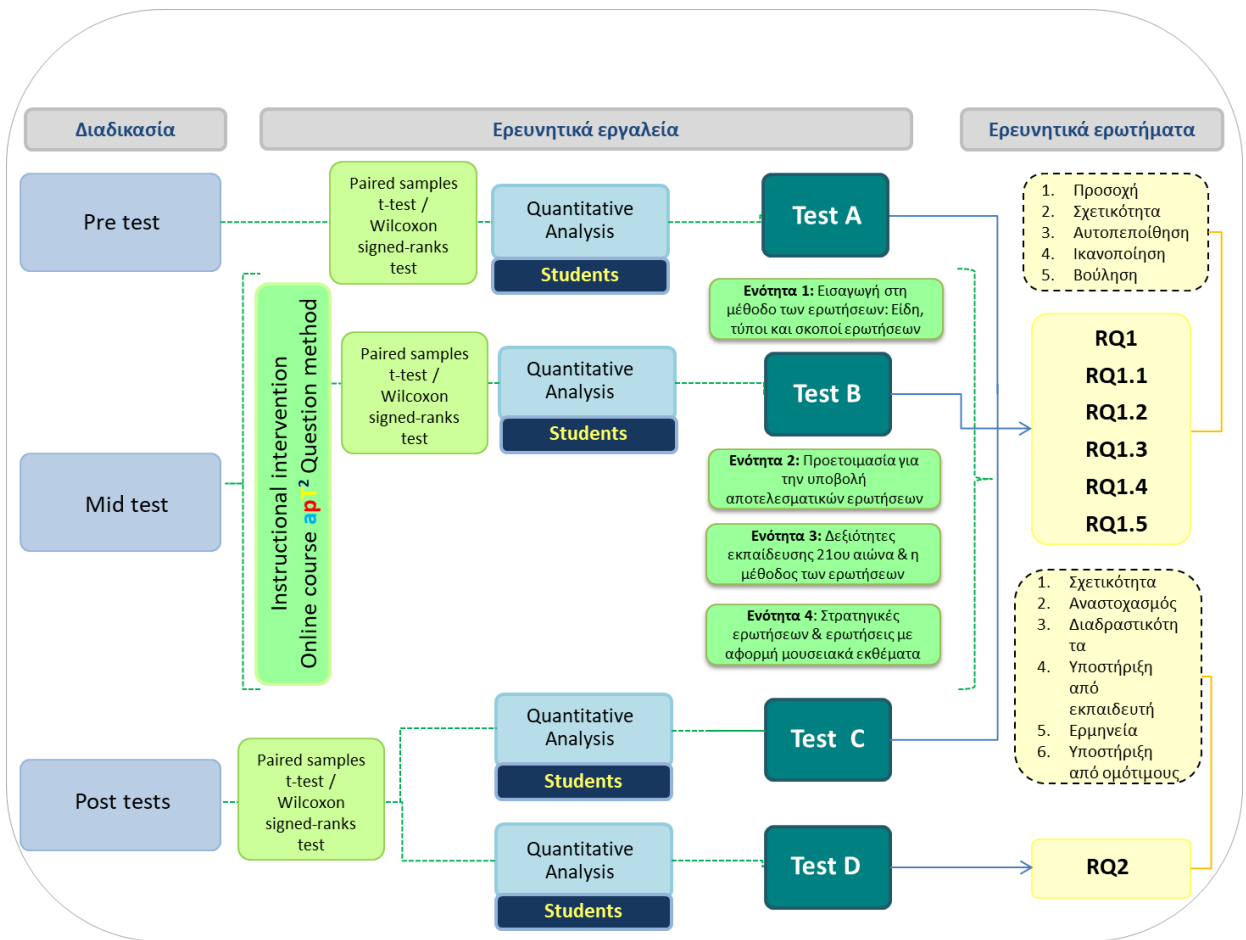 Διαδικασία
Ερευνητικά εργαλεία
Ερευνητικά ερωτήματα
Pre test
Paired samples
t-test /
Wilcoxon
signed-ranks
test
Quantitative
Analysis
Students
Test A
1. Προσοχή
2. Σχετικότητα
3. Αυτοπεποίθηση
4. Ικανοποίηση
5. Βούληση
Mid test
Instructional intervention
Online course apT² Question method
Paired samples
t-test /
Wilcoxon
signed-ranks
test
Quantitative
Analysis
Students
Ενότητα 1: Εισαγωγή στη
μέθοδο των ερωτήσεων: Είδη,
τύποι και σκοποί ερωτήσεων
Test B
Ενότητα 2: Προετοιμασία για
την υποβολή
αποτελεσματικών ερωτήσεων
Ενότητα 3: Δεξιότητες
εκπαίδευσης 21ου αιώνα & η
μέθοδος των ερωτήσεων
Ενότητα 4: Στρατηγικές
ερωτήσεων & ερωτήσεις με
αφορμή μουσειακά εκθέματα
RQ1
RQ1.1
RQ1.2
RQ1.3
RQ1.4
RQ1.5
Post tests
Paired samples
t-test /
Wilcoxon
signed-ranks
test
Quantitative
Analysis
Students
Test C
1. Σχετικότητα
2. Αναστοχασμός
3. Διαδραστικότη
τα
4. Υποστήριξη
από
εκπαιδευτή
5. Ερμηνεία
6. Υποστήριξη
από ομότιμους
Quantitative
Analysis
Students
Test D
RQ2